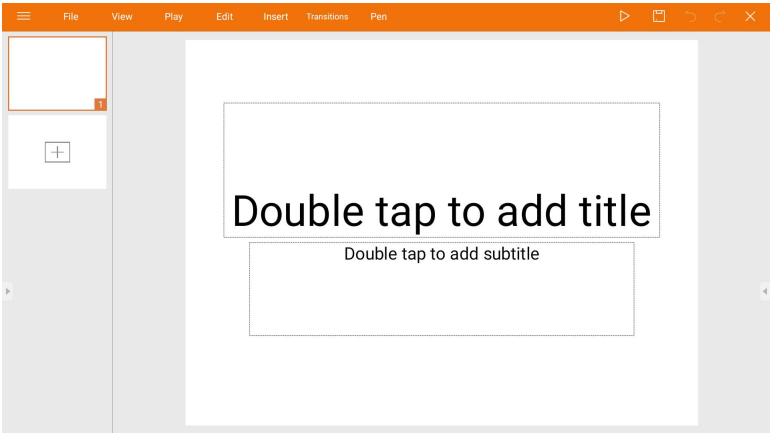 File View Play Edit Insert Transitions Pen
1
Double tap to add title
Double tap to add subtitle